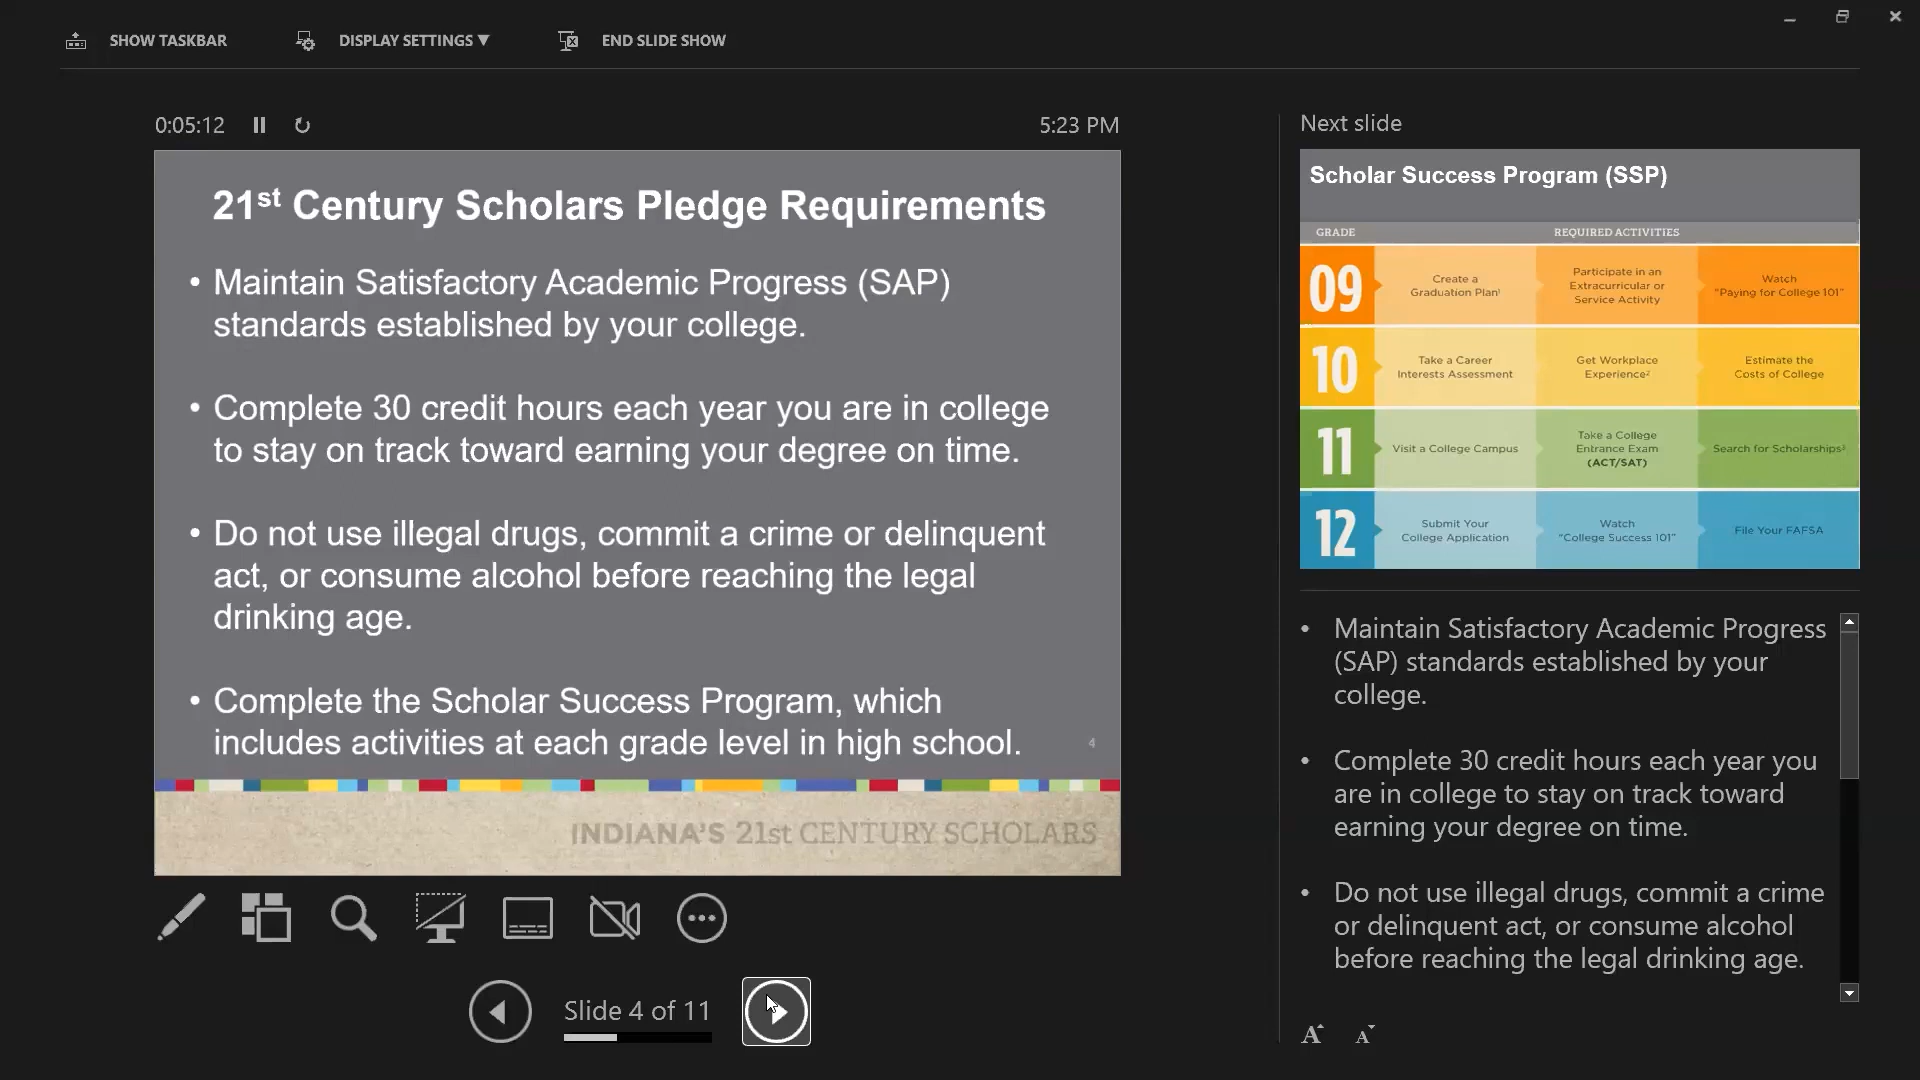 SHOW TASKBAR
DISPLAY SETTINGS ▼
END SLIDE SHOW
0:05:12
5:23 PM
21st Century Scholars Pledge Requirements
• Maintain Satisfactory Academic Progress (SAP)
standards established by your college.
• Complete 30 credit hours each year you are in college
to stay on track toward earning your degree on time.
• Do not use illegal drugs, commit a crime or delinquent
act, or consume alcohol before reaching the legal
drinking age.
• Complete the Scholar Success Program, which
includes activities at each grade level in high school.
4
INDIANA'S 21st CENTURY SCHOLARS
Slide 4 of 11
Next slide
Scholar Success Program (SSP)
GRADE
REQUIRED ACTIVITIES
09
Create a
Graduation Plan¹
Participate in an
Extracurricular or
Service Activity
Watch
"Paying for College 101"
10
Take a Career
Interests Assessment
Get Workplace
Experience²
Estimate the
Costs of College
11
Visit a College Campus
Take a College
Entrance Exam
(ACT/SAT)
Search for Scholarships³
12
Submit Your
College Application
Watch
"College Success 101"
File Your FAFSA
• Maintain Satisfactory Academic Progress
(SAP) standards established by your
college.
• Complete 30 credit hours each year you
are in college to stay on track toward
earning your degree on time.
• Do not use illegal drugs, commit a crime
or delinquent act, or consume alcohol
before reaching the legal drinking age.
A A